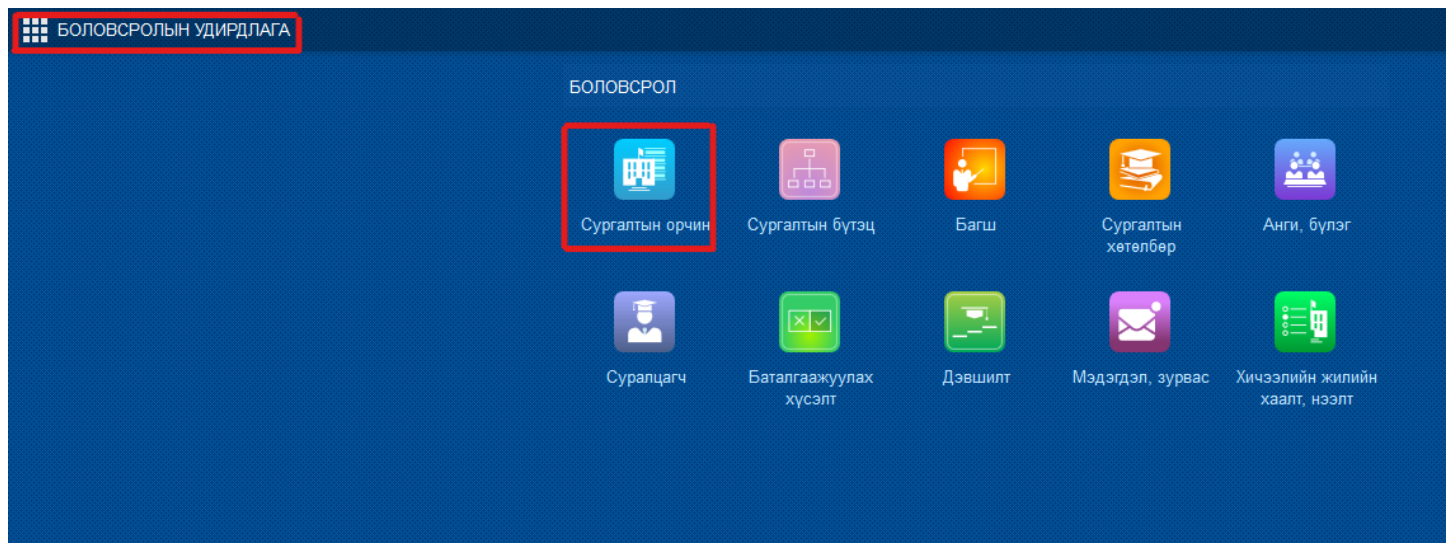 БОЛОВСРОЛЫН УДИРДЛАГА
БОЛОВСРОЛ
Сургалтын орчин
Сургалтын бүтэц
Багш
Сургалтын
хөтөлбөр
Анги, бүлэг
Суралцагч
Баталгаажуулах
хүсэлт
Дэвшилт
Мэдэгдэл, зурвас
Хичээлийн жилийн
хаалт, нээлт